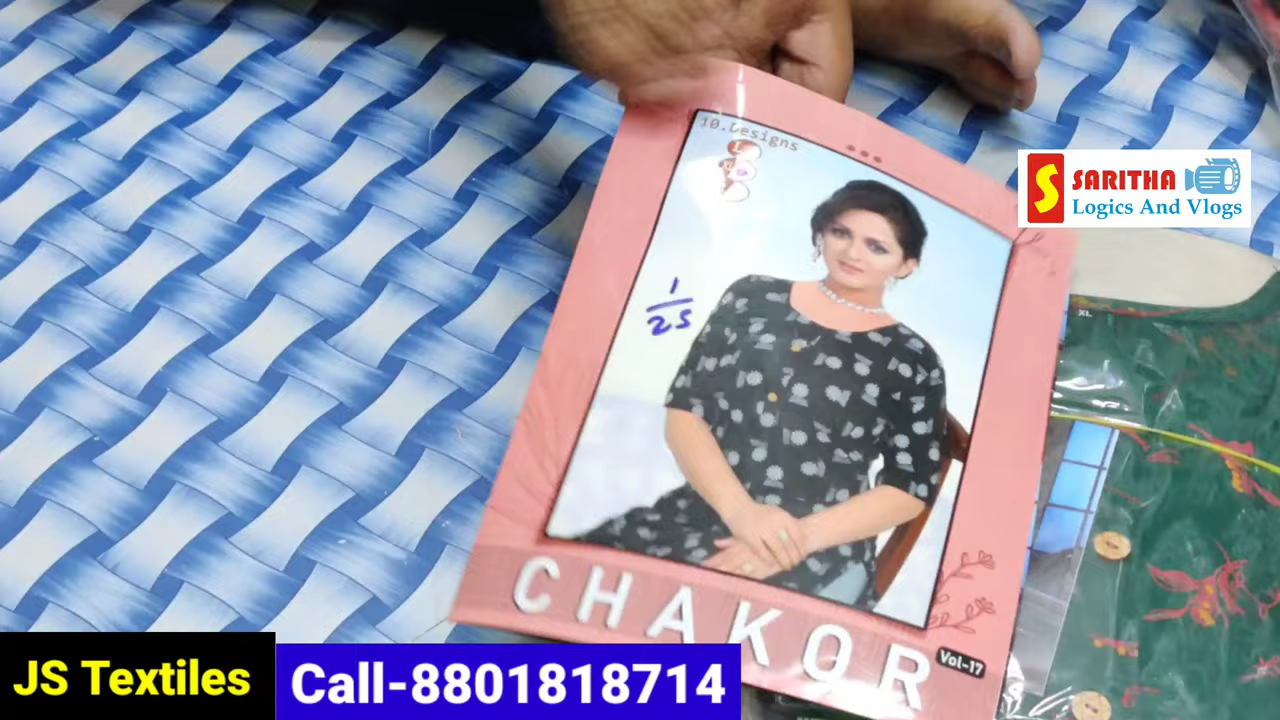 10.Designs
1
25
CHAKOR
Vol-17
S SARITHA
Logics And Vlogs
XL
JS Textiles
Call-8801818714